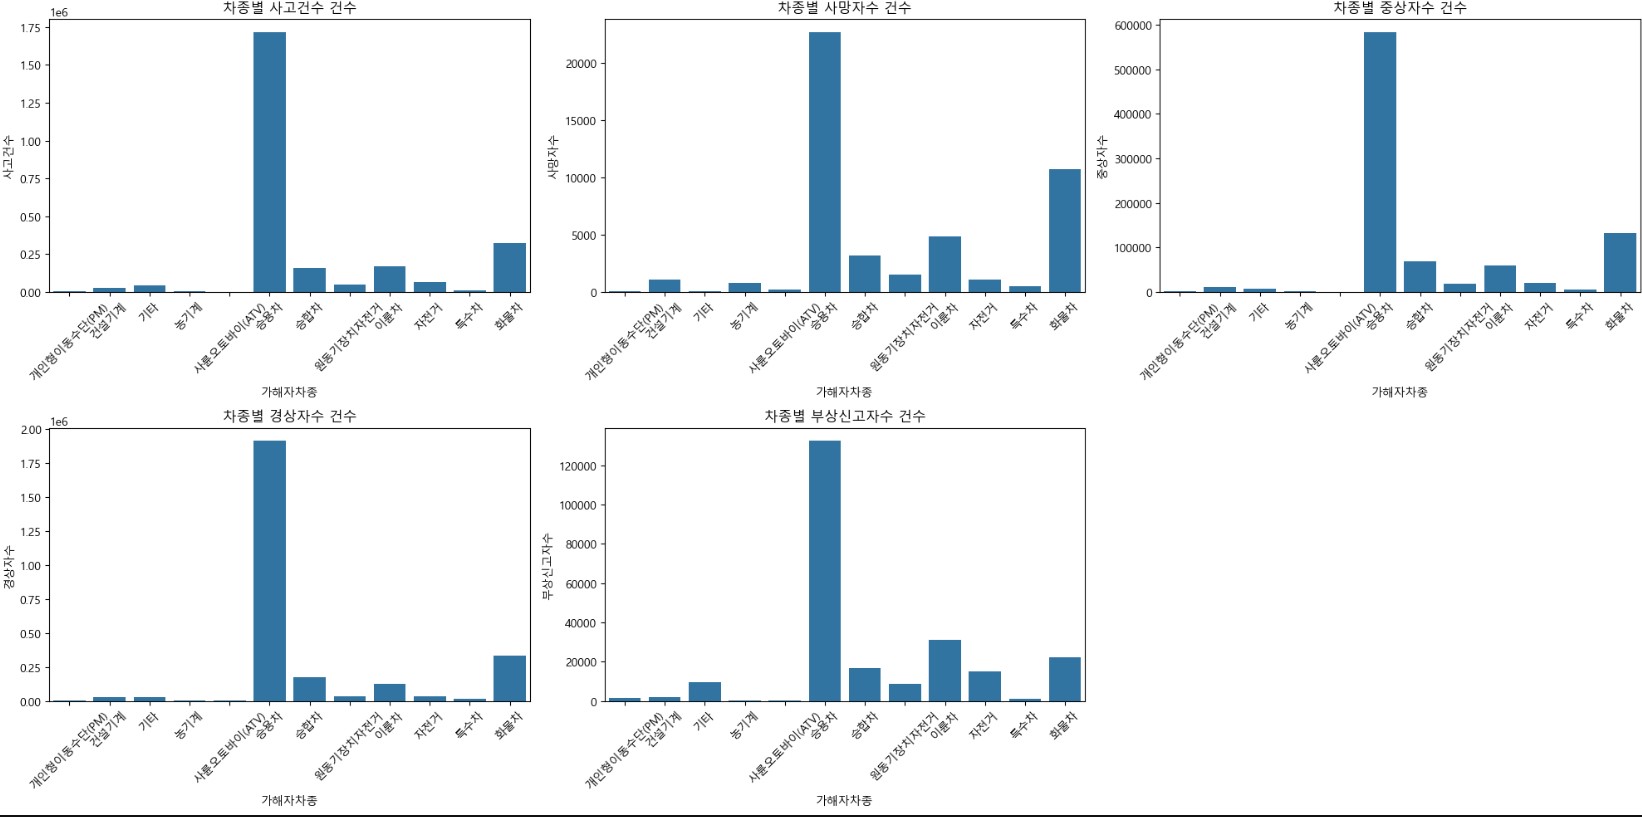 차종별 사고건수 건수
1e6
1.75
1.50
1.25
1.00
0.75
0.50
0.25
0.00
사고건수
개인형이동수단(PM)
건설기계
기타
농기계
사륜오토바이(ATV)
승용차
승합차
원동기장치자전거
이륜차
자전거
특수차
화물차
가해자차종
차종별 사망자수 건수
20000
15000
10000
5000
0
사망자수
개인형이동수단(PM)
건설기계
기타
농기계
사륜오토바이(ATV)
승용차
승합차
원동기장치자전거
이륜차
자전거
특수차
화물차
가해자차종
차종별 중상자수 건수
600000
500000
400000
300000
200000
100000
0
중상자수
개인형이동수단(PM)
건설기계
기타
농기계
사륜오토바이(ATV)
승용차
승합차
원동기장치자전거
이륜차
자전거
특수차
화물차
가해자차종
차종별 경상자수 건수
1e6
2.00
1.75
1.50
1.25
1.00
0.75
0.50
0.25
0.00
경상자수
개인형이동수단(PM)
건설기계
기타
농기계
사륜오토바이(ATV)
승용차
승합차
원동기장치자전거
이륜차
자전거
특수차
화물차
가해자차종
차종별 부상신고자수 건수
120000
100000
80000
60000
40000
20000
0
부상신고자수
개인형이동수단(PM)
건설기계
기타
농기계
사륜오토바이(ATV)
승용차
승합차
원동기장치자전거
이륜차
자전거
특수차
화물차
가해자차종